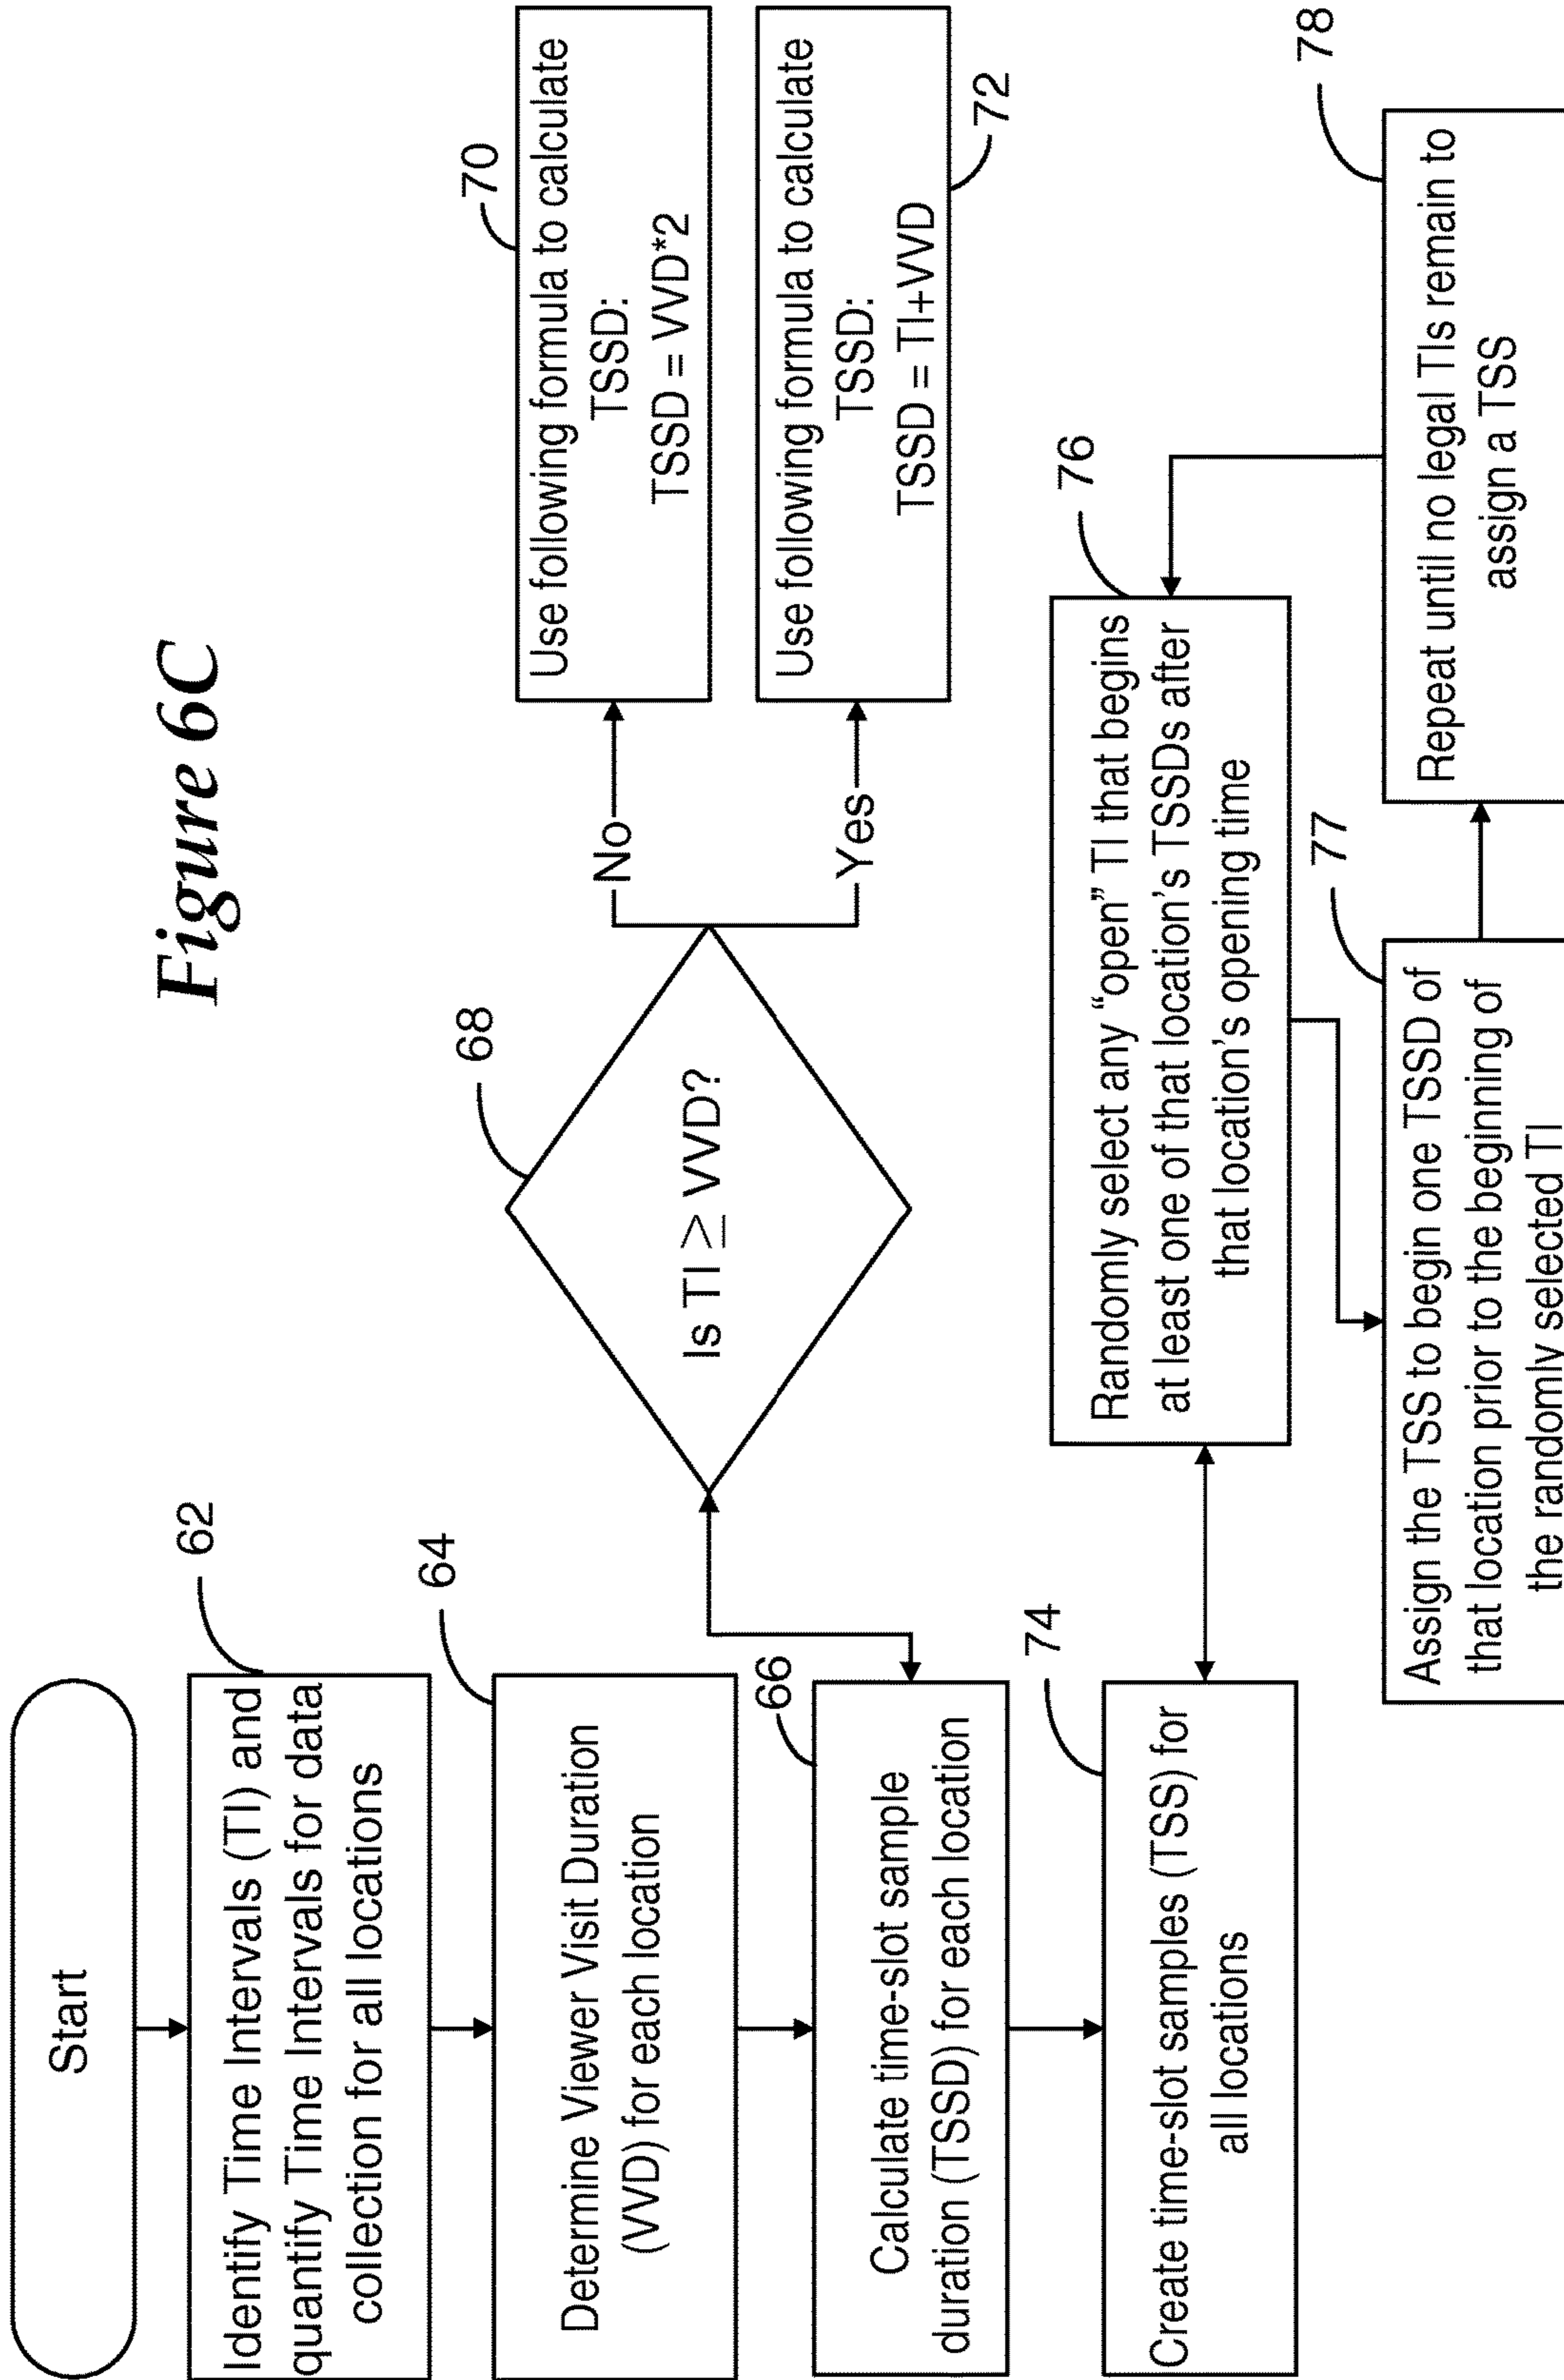 Figure 6C
Start
62
Identify Time Intervals (TI) and
quantify Time Intervals for data
collection for all locations
64
Determine Viewer Visit Duration
(VVD) for each location
66
Calculate time-slot sample
duration (TSSD) for each location
68
Is TI ≥ VVD?
No
Yes
70
Use following formula to calculate
TSSD:
TSSD = VVD*2
Use following formula to calculate
TSSD:
TSSD = TI+VVD
72
74
Create time-slot samples (TSS) for
all locations
76
Randomly select any “open” TI that begins
at least one of that location’s TSSDs after
that location’s opening time
77
Assign the TSS to begin one TSSD of
that location prior to the beginning of
the randomly selected TI
78
Repeat until no legal TIs remain to
assign a TSS